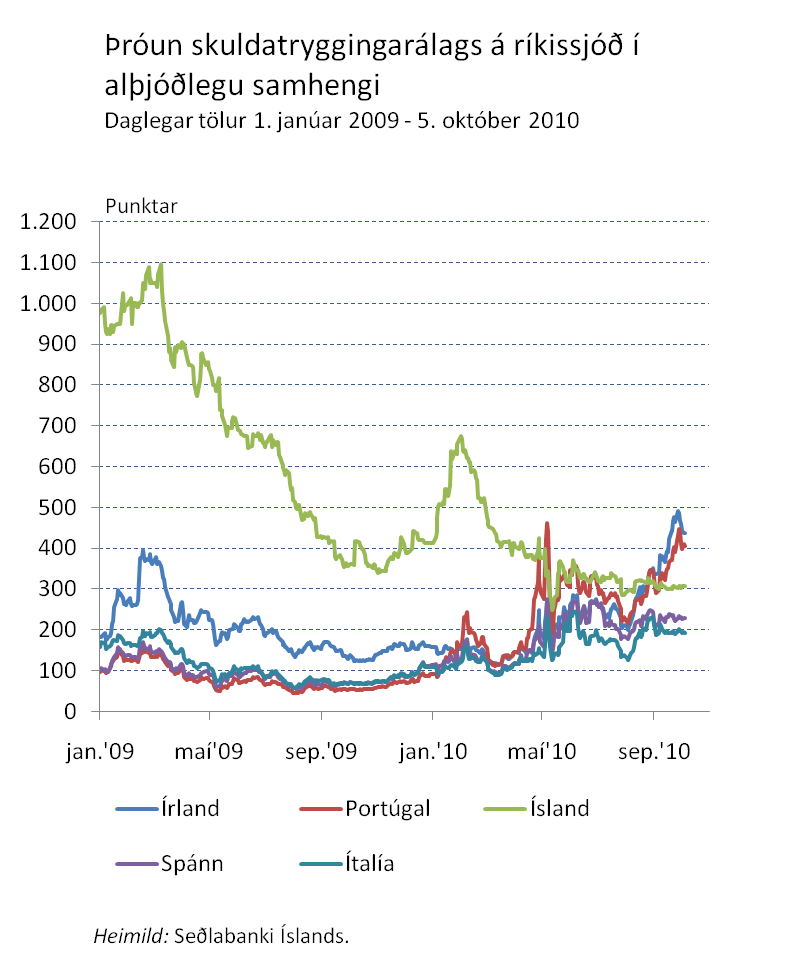 Þróun skuldatryggingarálags á ríkissjóð í
alþjóðlegu samhengi
Daglegar tölur 1. janúar 2009 - 5. október 2010
Punktar
1.200
1.100
1.000
900
800
700
600
500
400
300
200
100
0
jan.'09 maí'09 sep.'09 jan.'10 maí'10 sep.'10
Írland Portúgal Ísland
Spánn Ítalía
Heimild: Seðlabanki Íslands.